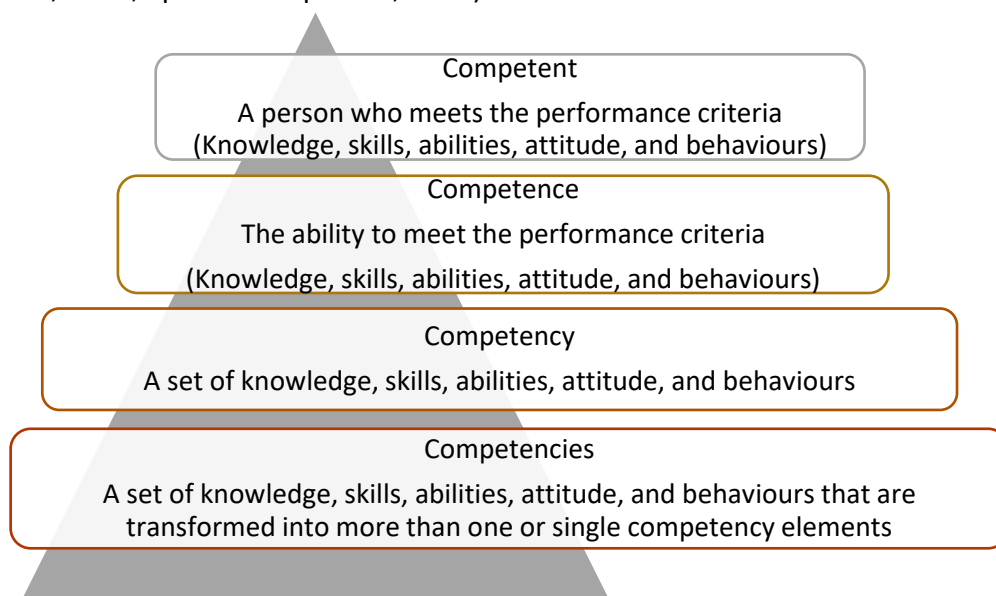 Competent
A person who meets the performance criteria
(Knowledge, skills, abilities, attitude, and behaviours)
Competence
The ability to meet the performance criteria
(Knowledge, skills, abilities, attitude, and behaviours)
Competency
A set of knowledge, skills, abilities, attitude, and behaviours
Competencies
A set of knowledge, skills, abilities, attitude, and behaviours that are
transformed into more than one or single competency elements